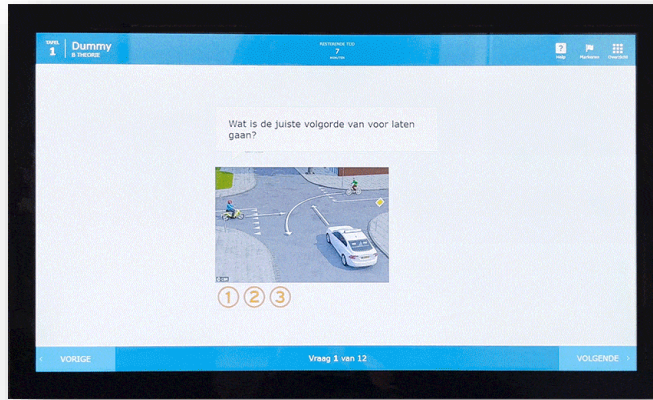 TAFEL
1
Dummy
B THEORIE
RESTERENDE TIJD
7
Help
Markeren
Overzicht
Wat is de juiste volgorde van voor laten
gaan?
1 2 3
VORIGE
Vraag 1 van 12
VOLGENDE